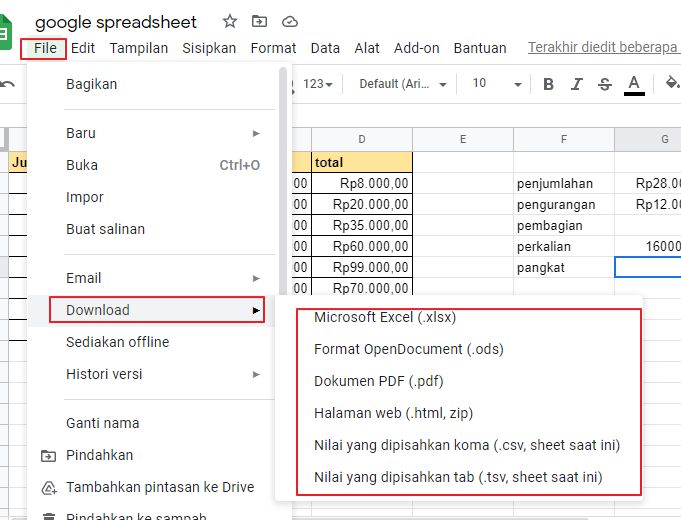 google spreadsheet
File Edit Tampilan Sisipkan Format Data Alat Add-on Bantuan Terakhir diedit beberapa
123 Default (Ari... 10 B I S A
Bagikan
Baru
Buka Ctrl+O
Impor
Buat salinan
Email
Download
Sediakan offline
Histori versi
Ganti nama
Pindahkan
Tambahkan pintasan ke Drive
Pindahkan ke sampah
Microsoft Excel (.xlsx)
Format OpenDocument (.ods)
Dokumen PDF (.pdf)
Halaman web (.html, zip)
Nilai yang dipisahkan koma (.csv, sheet saat ini)
Nilai yang dipisahkan tab (.tsv, sheet saat ini)
D E F G
Ju total
00 Rp8.000,00 penjumlahan Rp28.0
00 Rp20.000,00 pengurangan Rp12.0
00 Rp35.000,00 pembagian
00 Rp60.000,00 perkalian 16000
00 Rp99.000,00 pangkat
Rp70.000,00